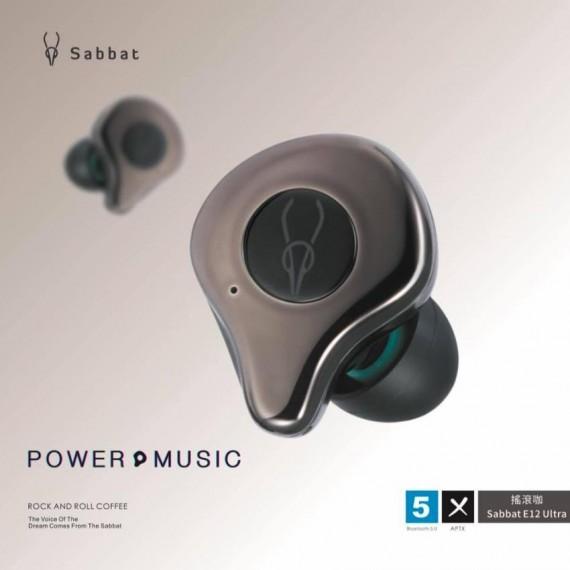 Sabbat
POWER MUSIC
ROCK AND ROLL COFFEE
The Voice Of The
Dream Comes From The Sabbat
5
Bluetooth 5.0
X
APTX
搖滾咖
Sabbat E12 Ultra